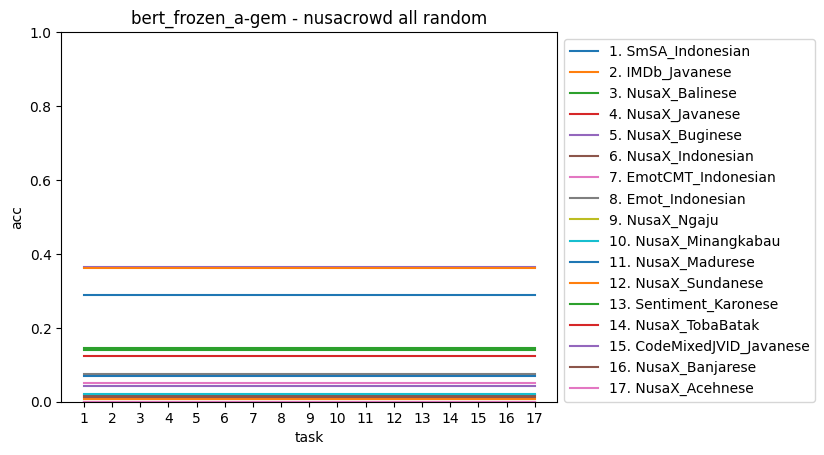 bert_frozen_a-gem - nusacrowd all random
acc
1.0
0.8
0.6
0.4
0.2
0.0
1 2 3 4 5 6 7 8 9 10 11 12 13 14 15 16 17
task
1. SmSA_Indonesian
2. IMDb_Javanese
3. NusaX_Balinese
4. NusaX_Javanese
5. NusaX_Buginese
6. NusaX_Indonesian
7. EmotCMT_Indonesian
8. Emot_Indonesian
9. NusaX_Ngaju
10. NusaX_Minangkabau
11. NusaX_Madurese
12. NusaX_Sundanese
13. Sentiment_Karonese
14. NusaX_TobaBatak
15. CodeMixedJVID_Javanese
16. NusaX_Banjarese
17. NusaX_Acehnese